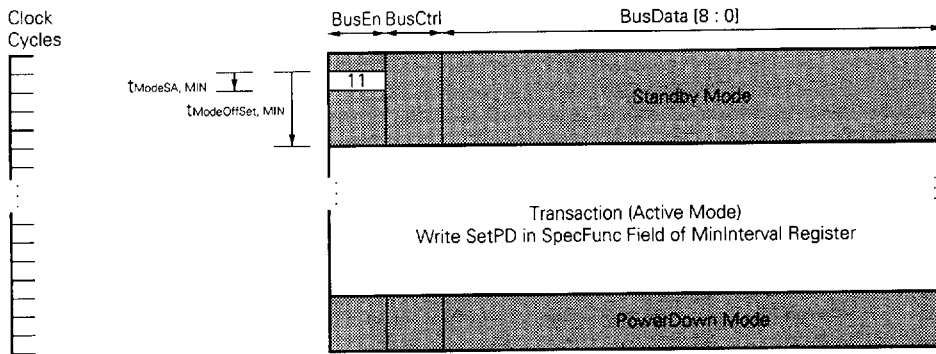 Clock
Cycles
BusEn BusCtrl BusData [8 : 0]
tModeSA, MIN
11
Standby Mode
tModeOffSet, MIN
Transaction (Active Mode)
Write SetPD in SpecFunc Field of MinInterval Register
PowerDown Mode